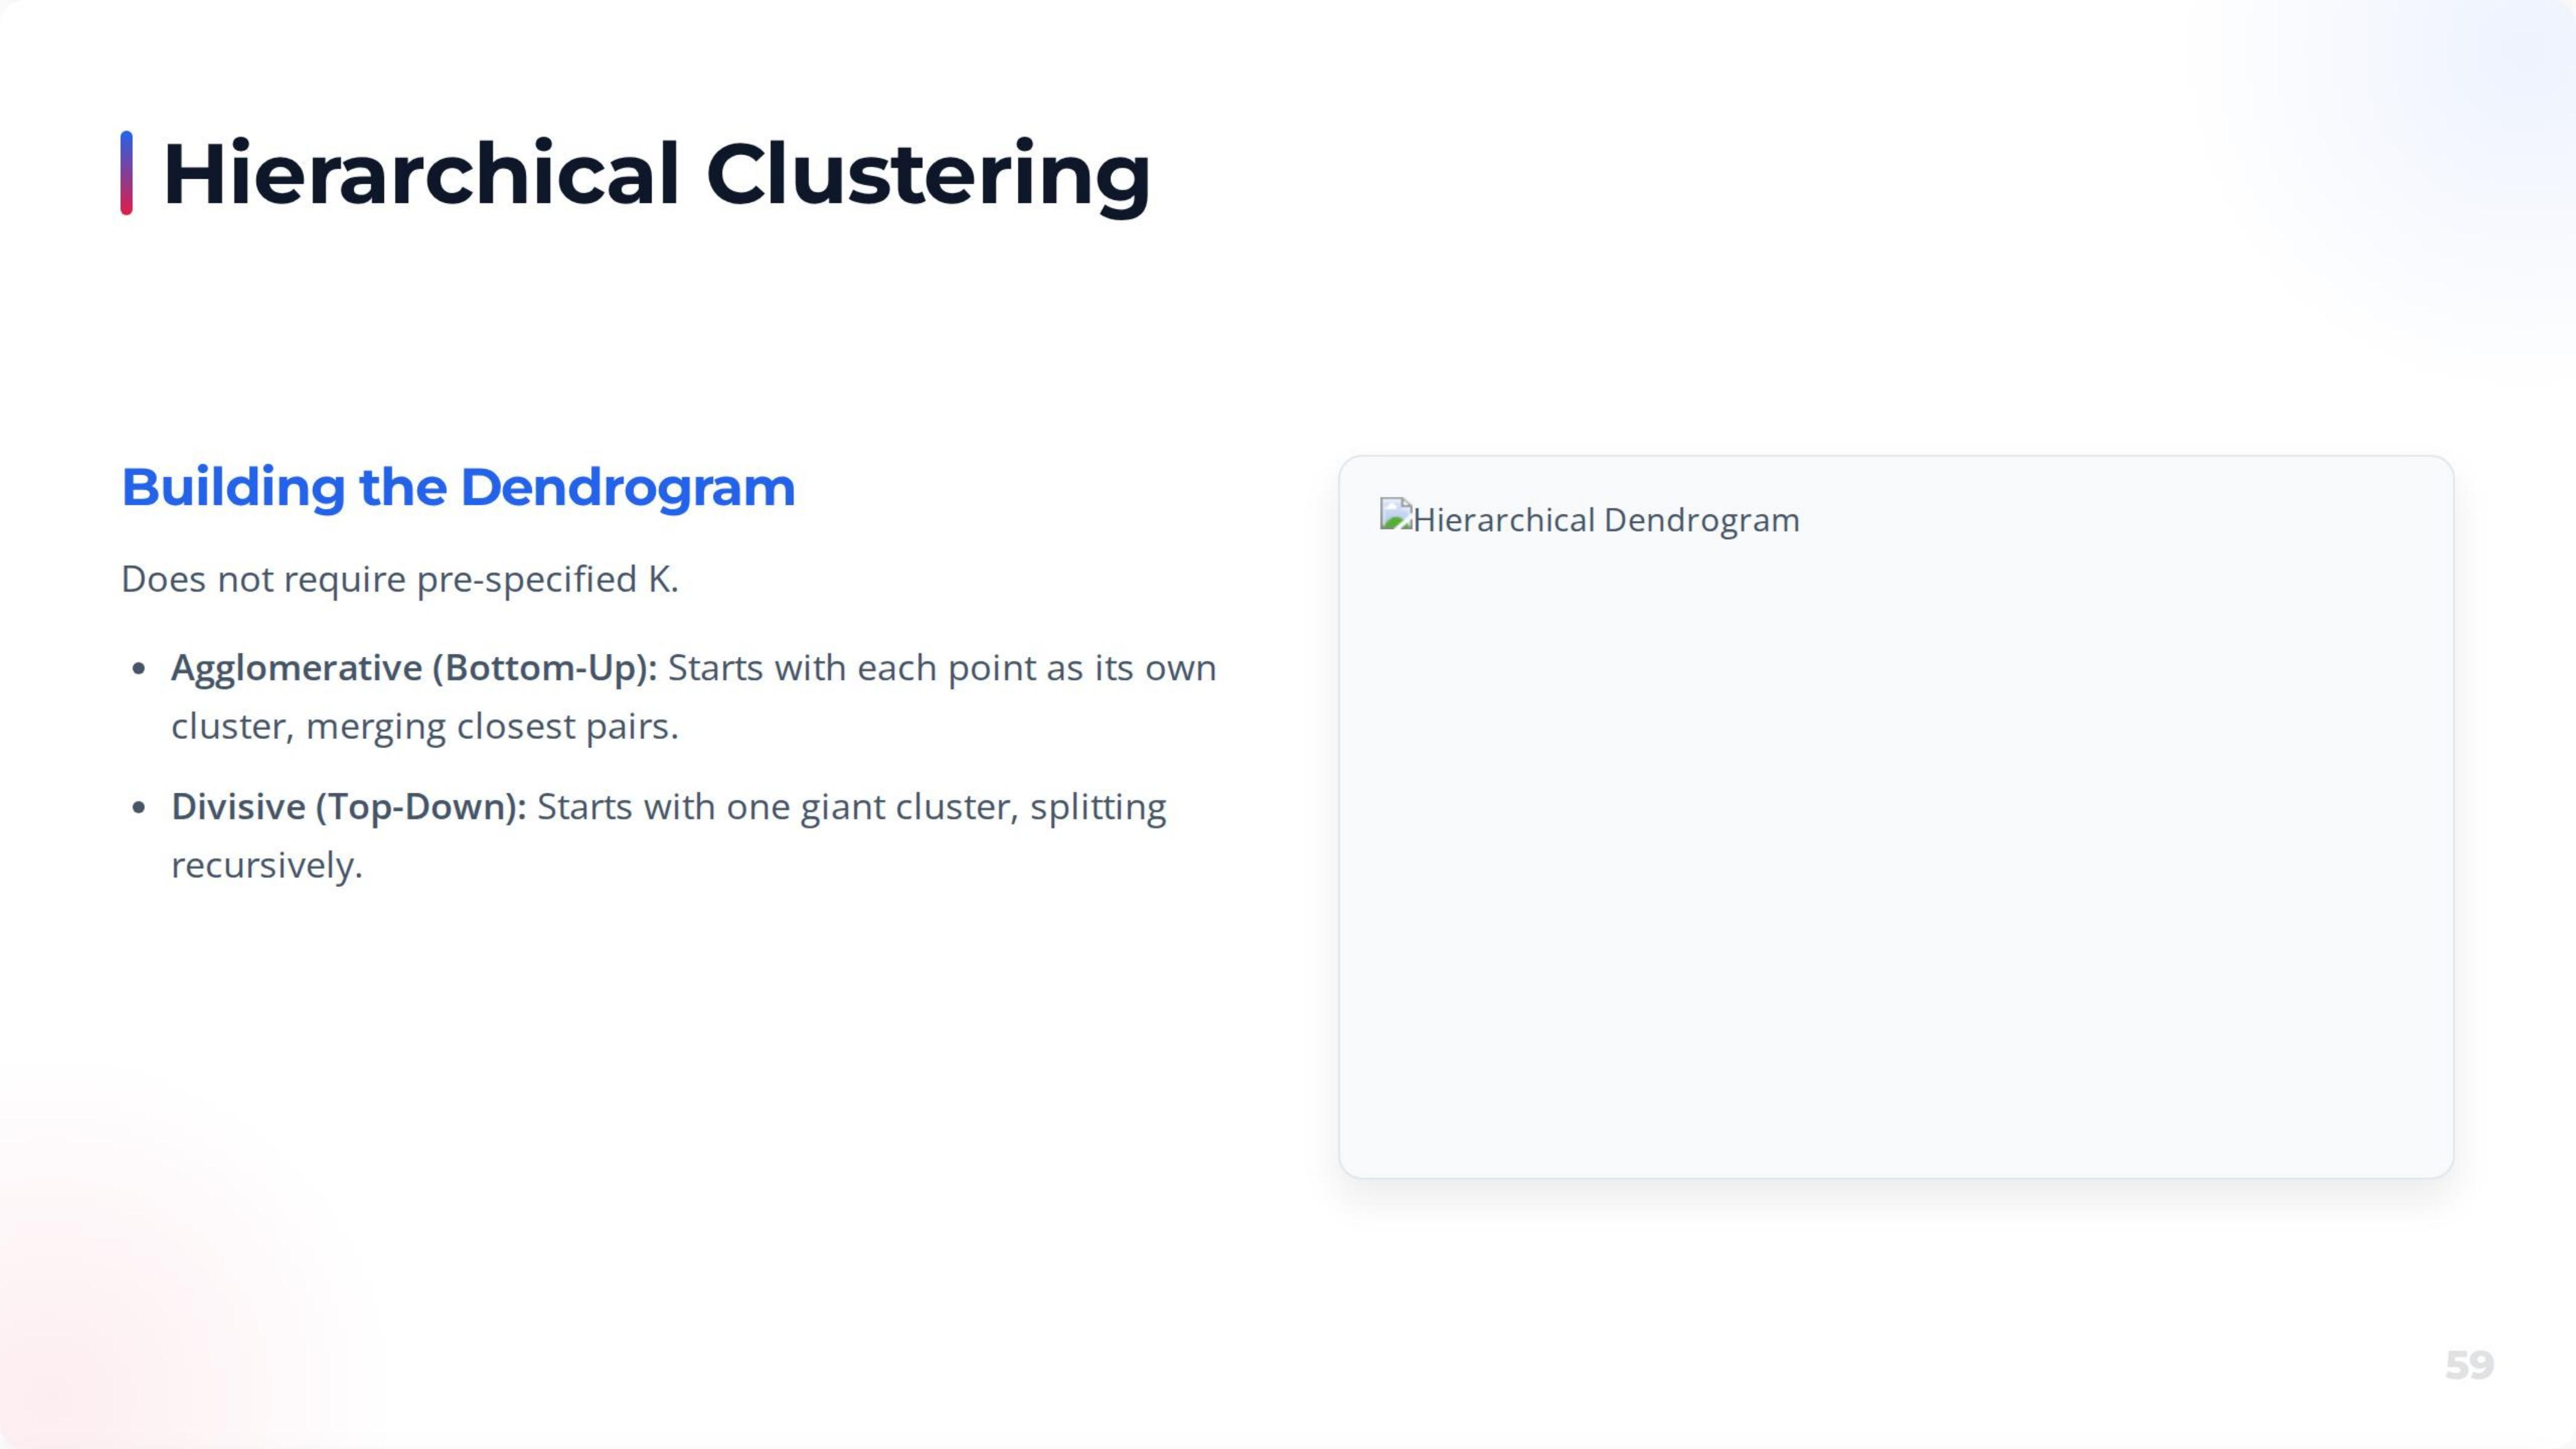 Hierarchical Clustering
Building the Dendrogram
Does not require pre-specified K.
• Agglomerative (Bottom-Up): Starts with each point as its own
cluster, merging closest pairs.
• Divisive (Top-Down): Starts with one giant cluster, splitting
recursively.
Hierarchical Dendrogram
59